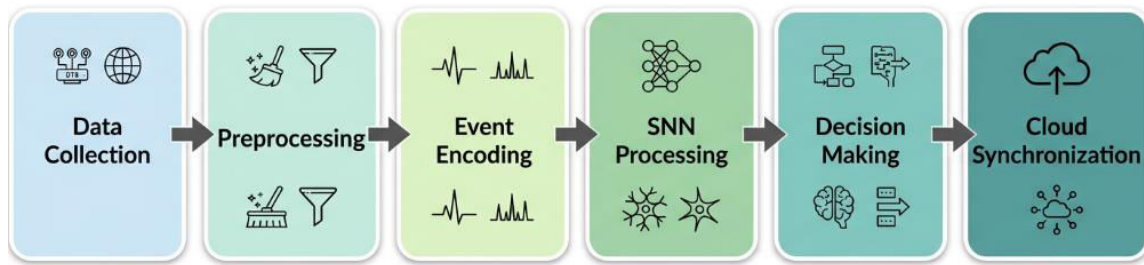 Data
Collection
Preprocessing
Event
Encoding
SNN
Processing
Decision
Making
Cloud
Synchronization